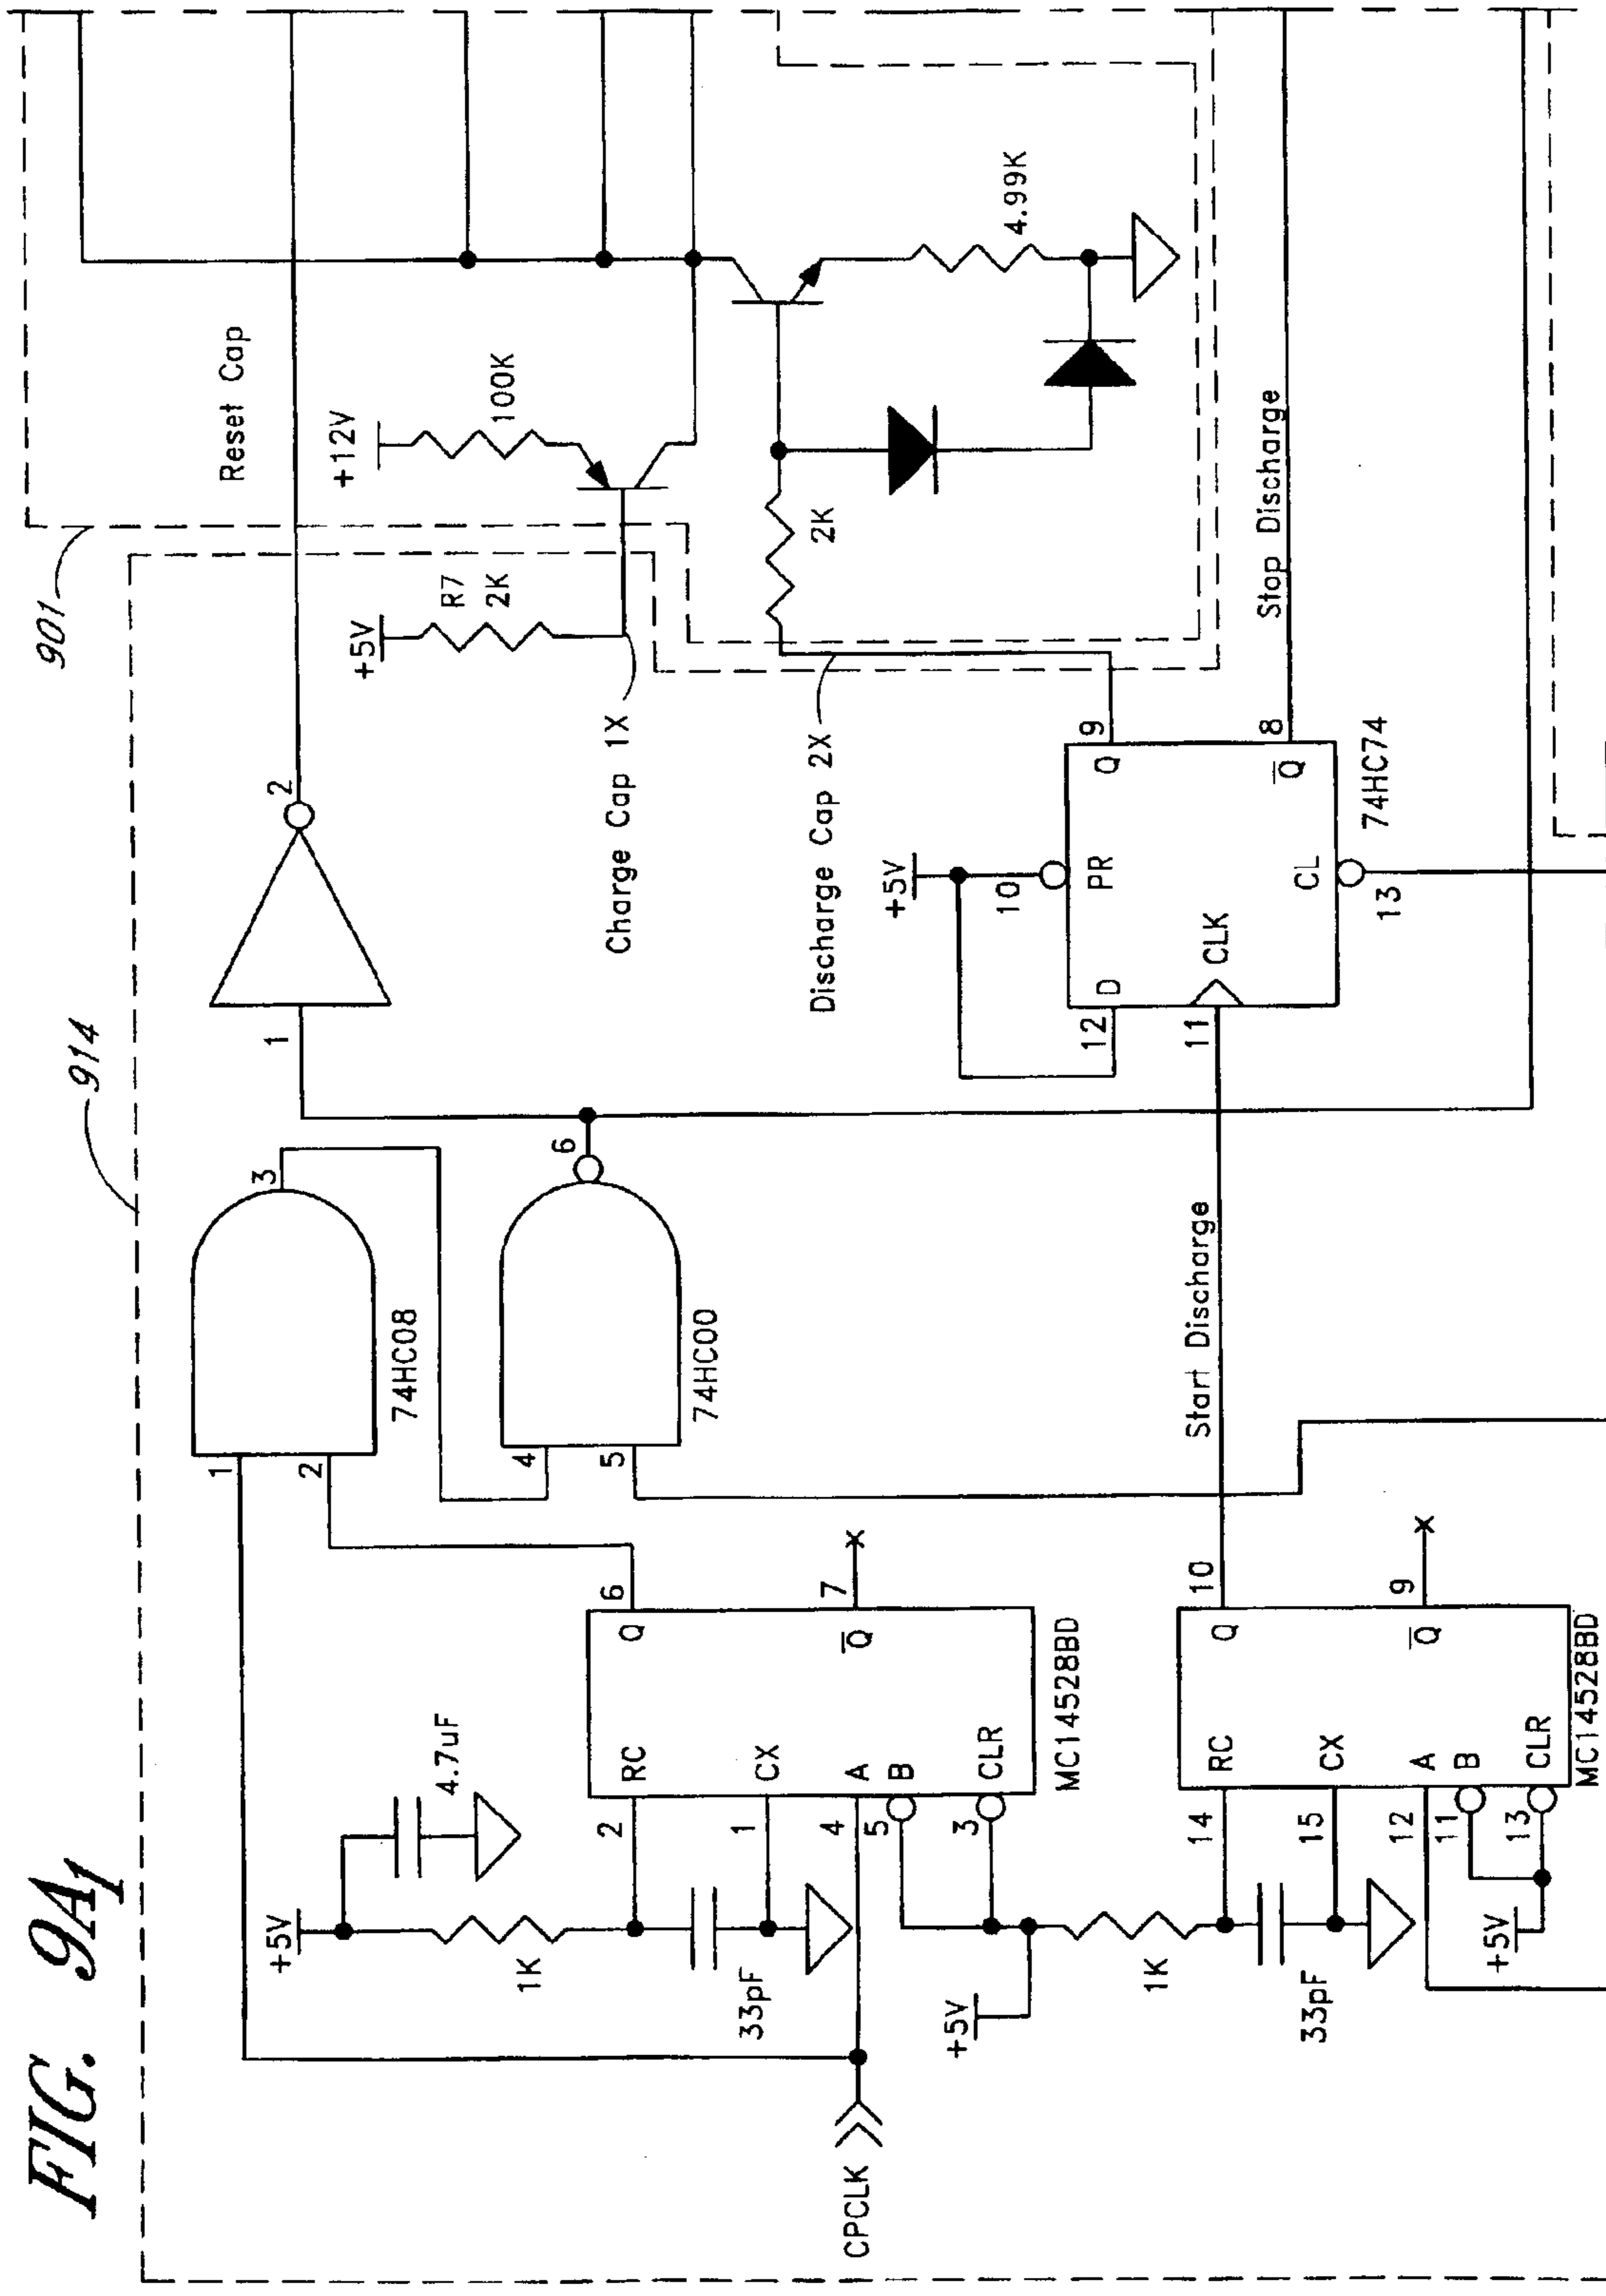 FIG. 9A1
914
901
Reset Cap
+12V
100K
+5V
R7
2K
Charge Cap 1X
Discharge Cap 2X
2K
4.99K
1
2
1
2
3
74HC08
4
5
6
74HC00
+5V
4.7uF
1K
33pF
2
1
4
5
3
RC
CX
A
B
CLR
Q
Q
6
7
MC14528BD
CPCLK
+5V
1K
33pF
14
15
12
11
13
RC
CX
A
B
CLR
Q
Q
10
9
MC14528BD
+5V
Start Discharge
+5V
10
12
11
D
PR
CLK
CL
Q
Q
9
8
13
74HC74
Stop Discharge